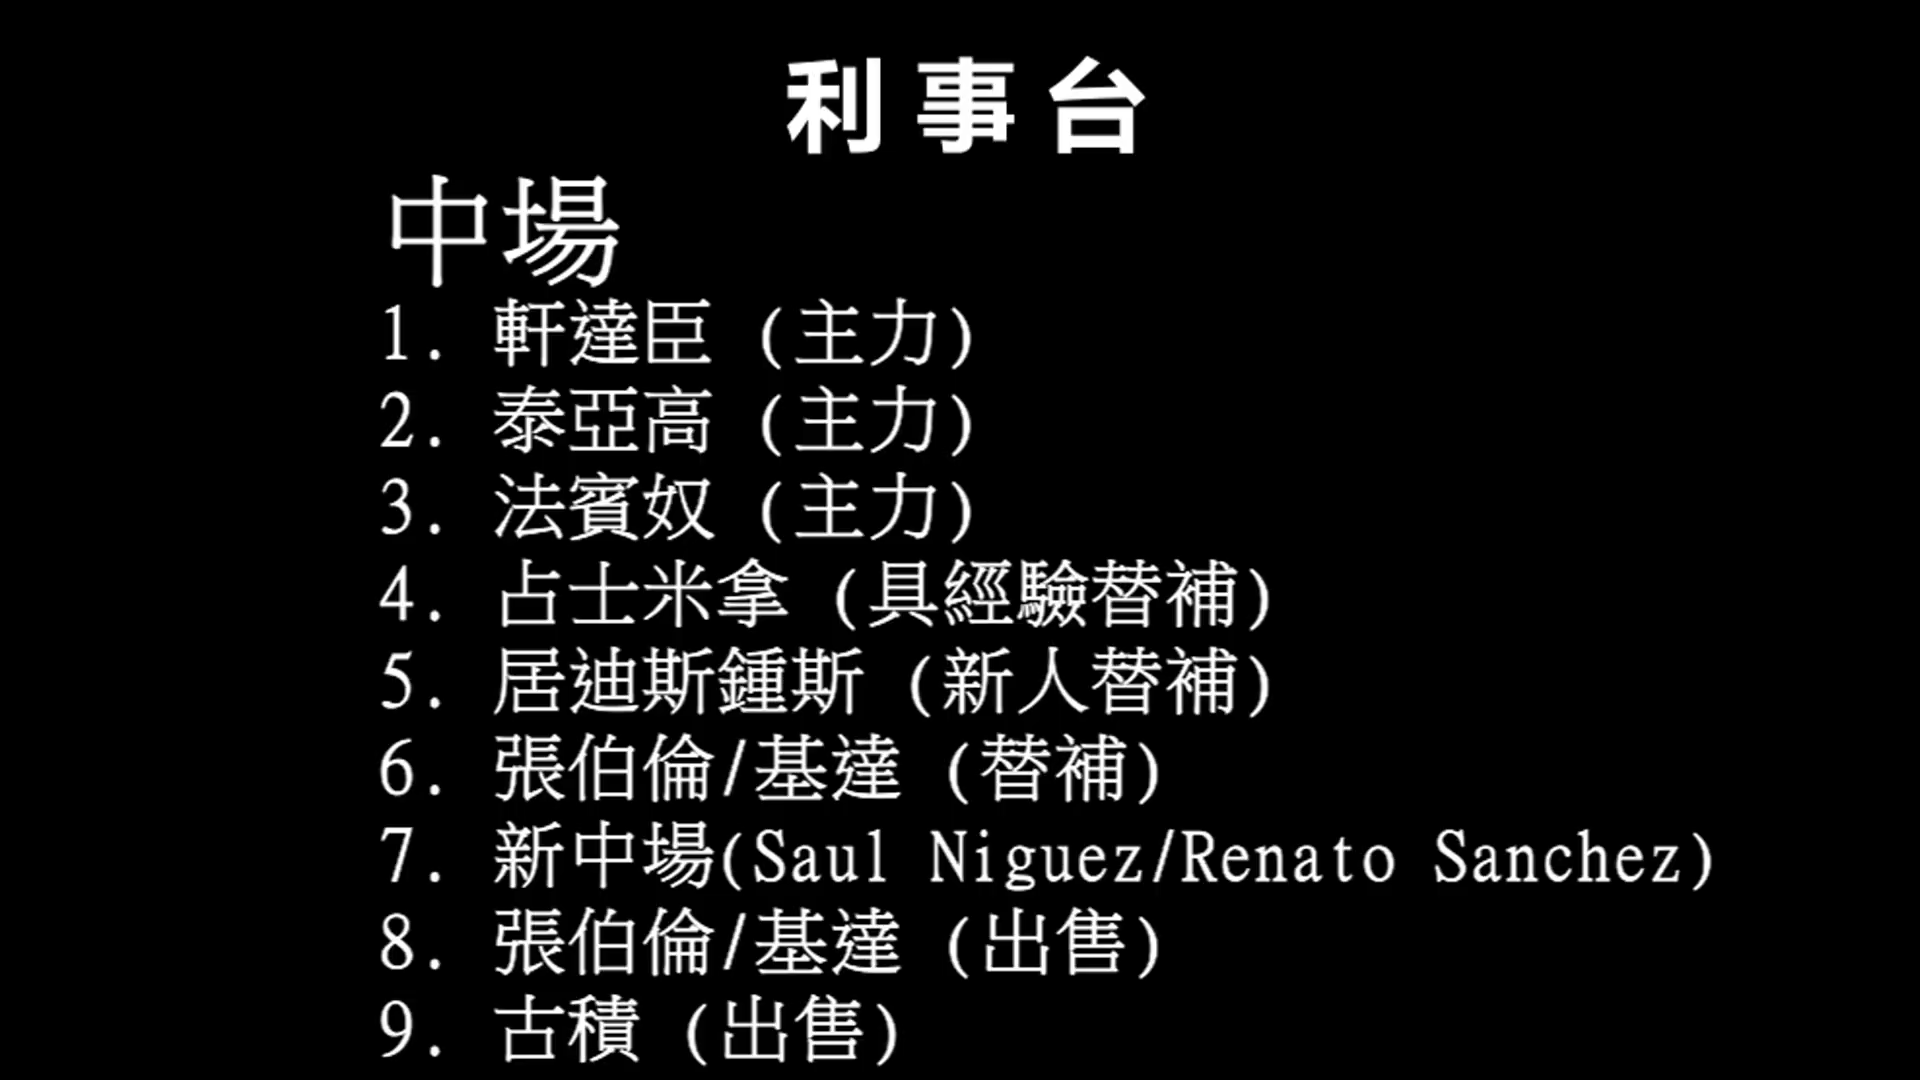 利事台
中場
1. 軒達臣 (主力)
2. 泰亞高 (主力)
3. 法賓奴 (主力)
4. 占士米拿 (具經驗替補)
5. 居迪斯鍾斯 (新人替補)
6. 張伯倫/基達 (替補)
7. 新中場(Saul Niguez/Renato Sanchez)
8. 張伯倫/基達 (出售)
9. 古積 (出售)